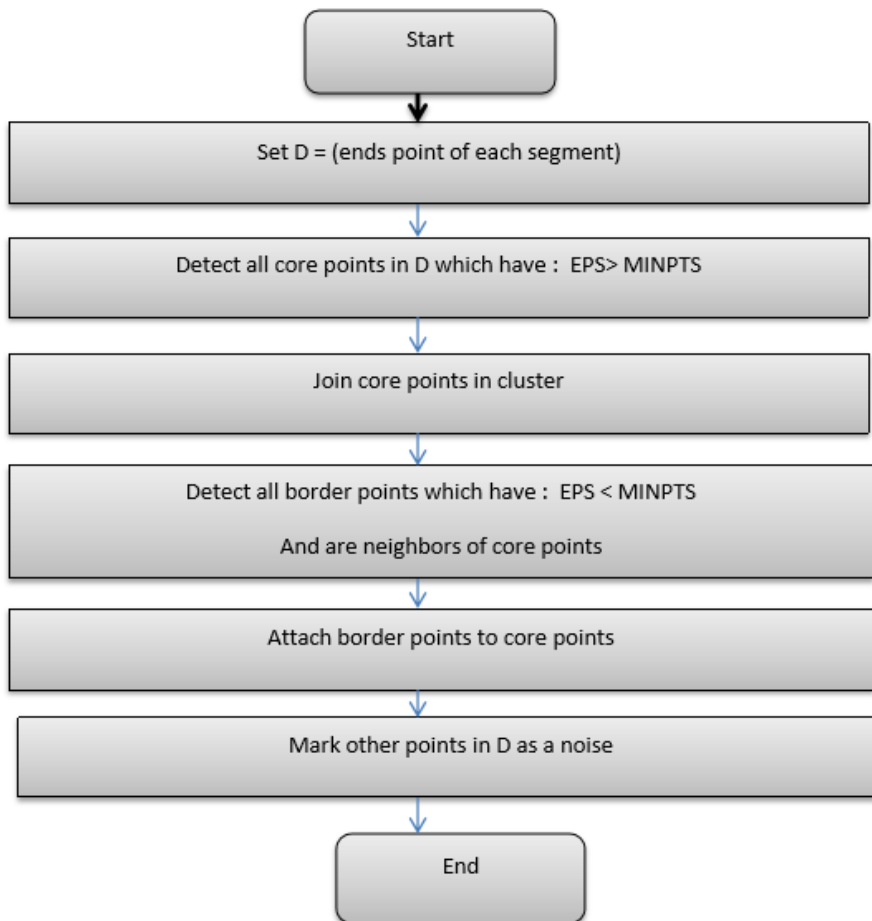 Start
Set D = (ends point of each segment)
Detect all core points in D which have : EPS> MINPTS
Join core points in cluster
Detect all border points which have : EPS < MINPTS
And are neighbors of core points
Attach border points to core points
Mark other points in D as a noise
End